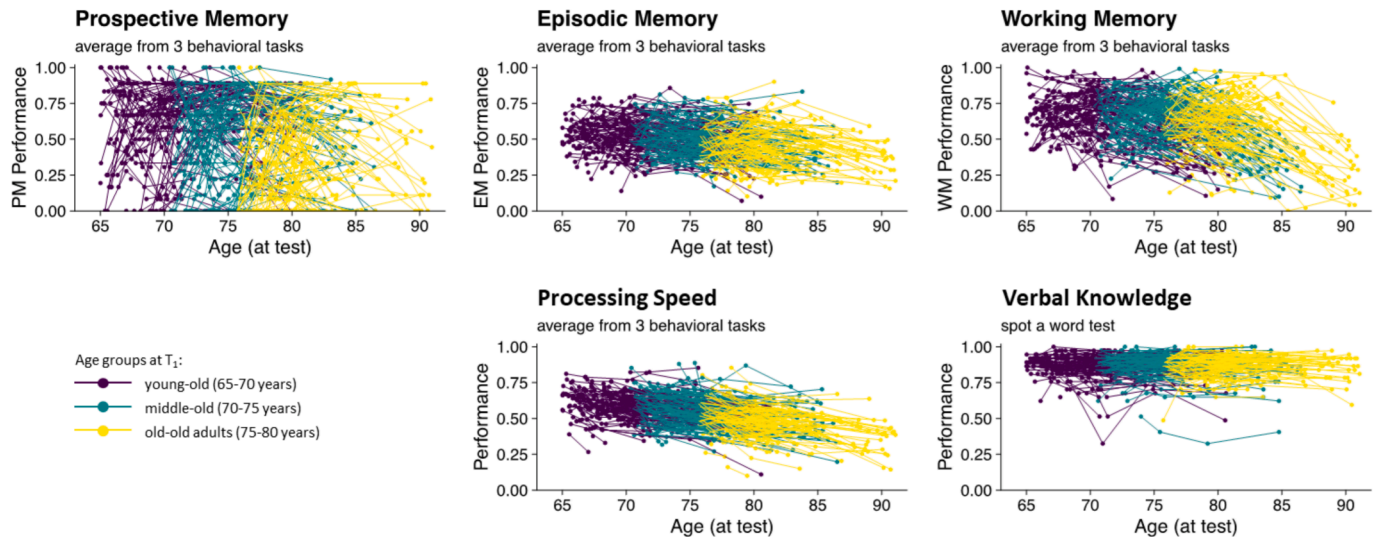 Prospective Memory
average from 3 behavioral tasks
1.00
0.75
0.50
0.25
0.00
PM Performance
65 70 75 80 85 90
Age (at test)
Episodic Memory
average from 3 behavioral tasks
1.00
0.75
0.50
0.25
0.00
EM Performance
65 70 75 80 85 90
Age (at test)
Working Memory
average from 3 behavioral tasks
1.00
0.75
0.50
0.25
0.00
WM Performance
65 70 75 80 85 90
Age (at test)
Age groups at T₁:
young-old (65-70 years)
middle-old (70-75 years)
old-old adults (75-80 years)
Processing Speed
average from 3 behavioral tasks
1.00
0.75
0.50
0.25
0.00
Performance
65 70 75 80 85 90
Age (at test)
Verbal Knowledge
spot a word test
1.00
0.75
0.50
0.25
0.00
Performance
65 70 75 80 85 90
Age (at test)